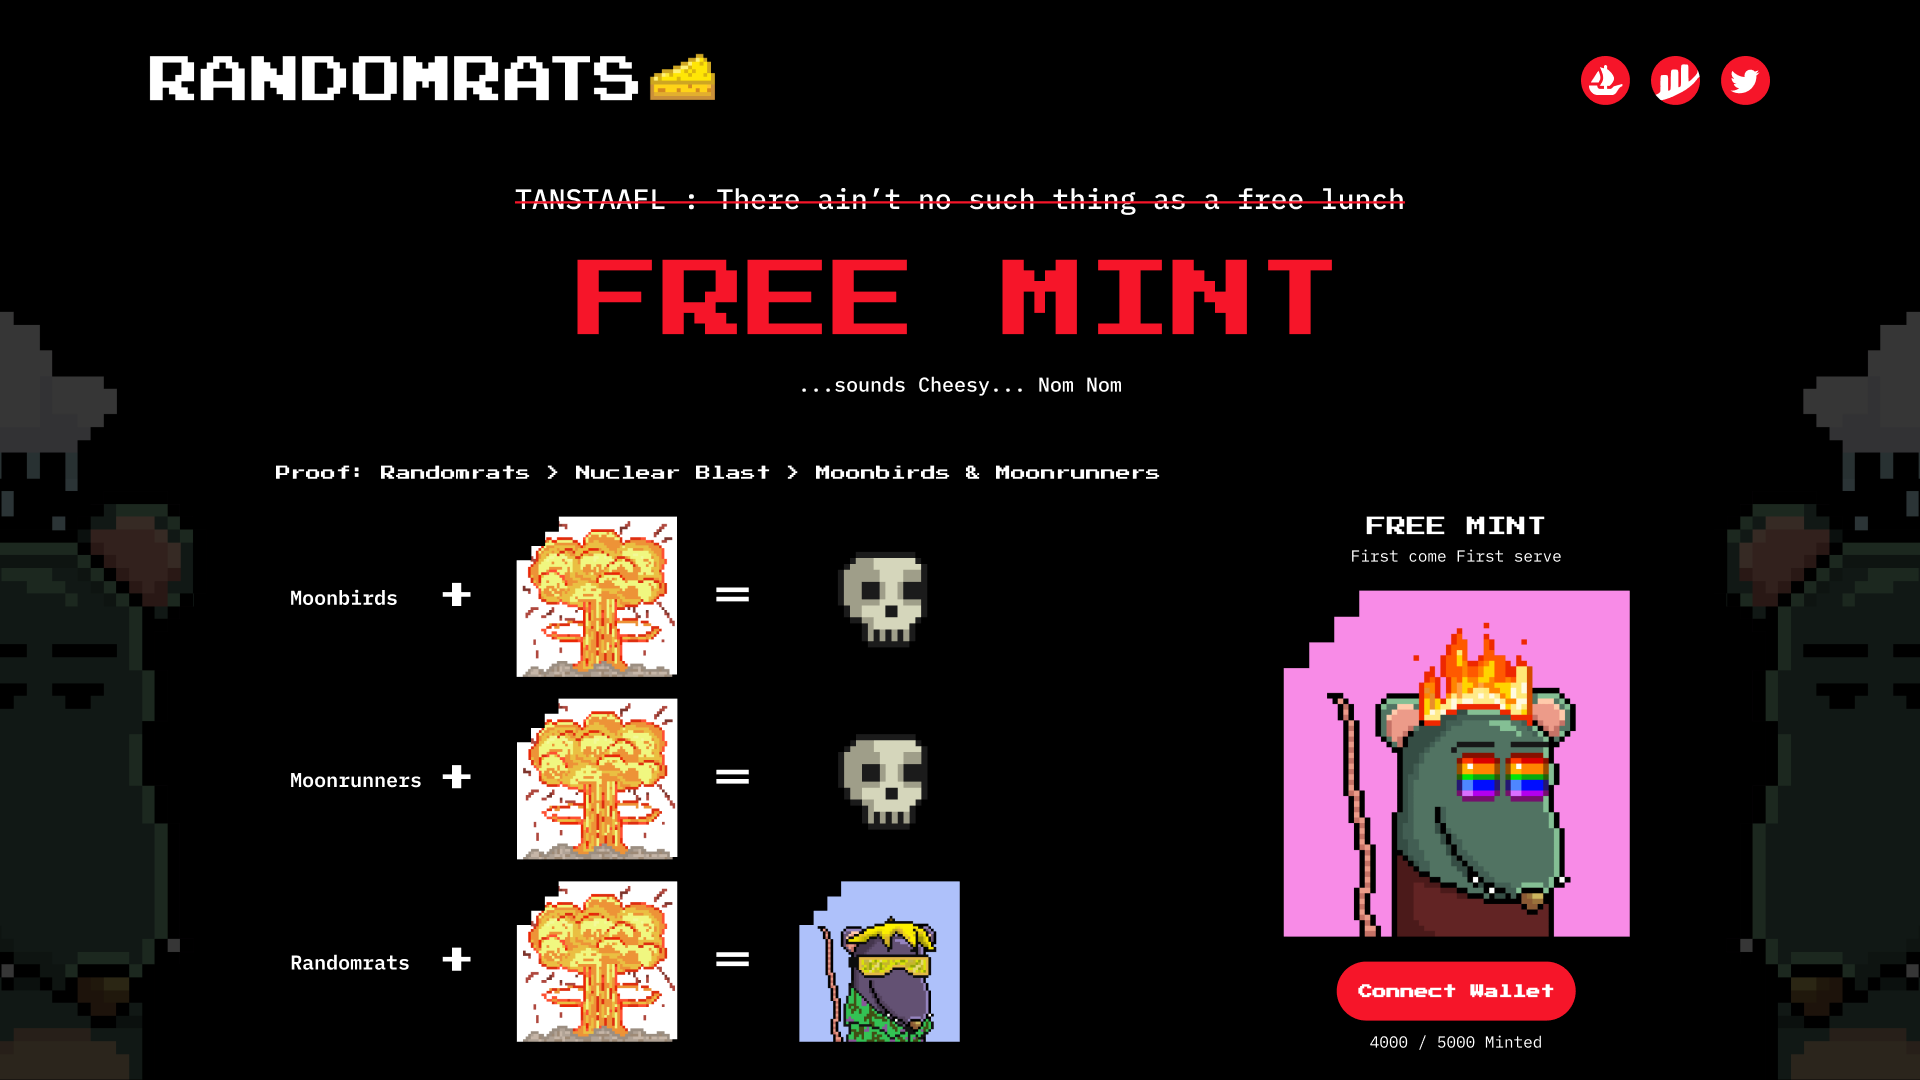 RANDOMRATS
TANSTAAFL : There ain’t no such thing as a free lunch
FREE MINT
...sounds Cheesy... Nom Nom
Proof: Randomrats > Nuclear Blast > Moonbirds & Moonrunners
FREE MINT
First come First serve
Moonbirds + =
Moonrunners + =
Randomrats + =
Connect Wallet
4000 / 5000 Minted